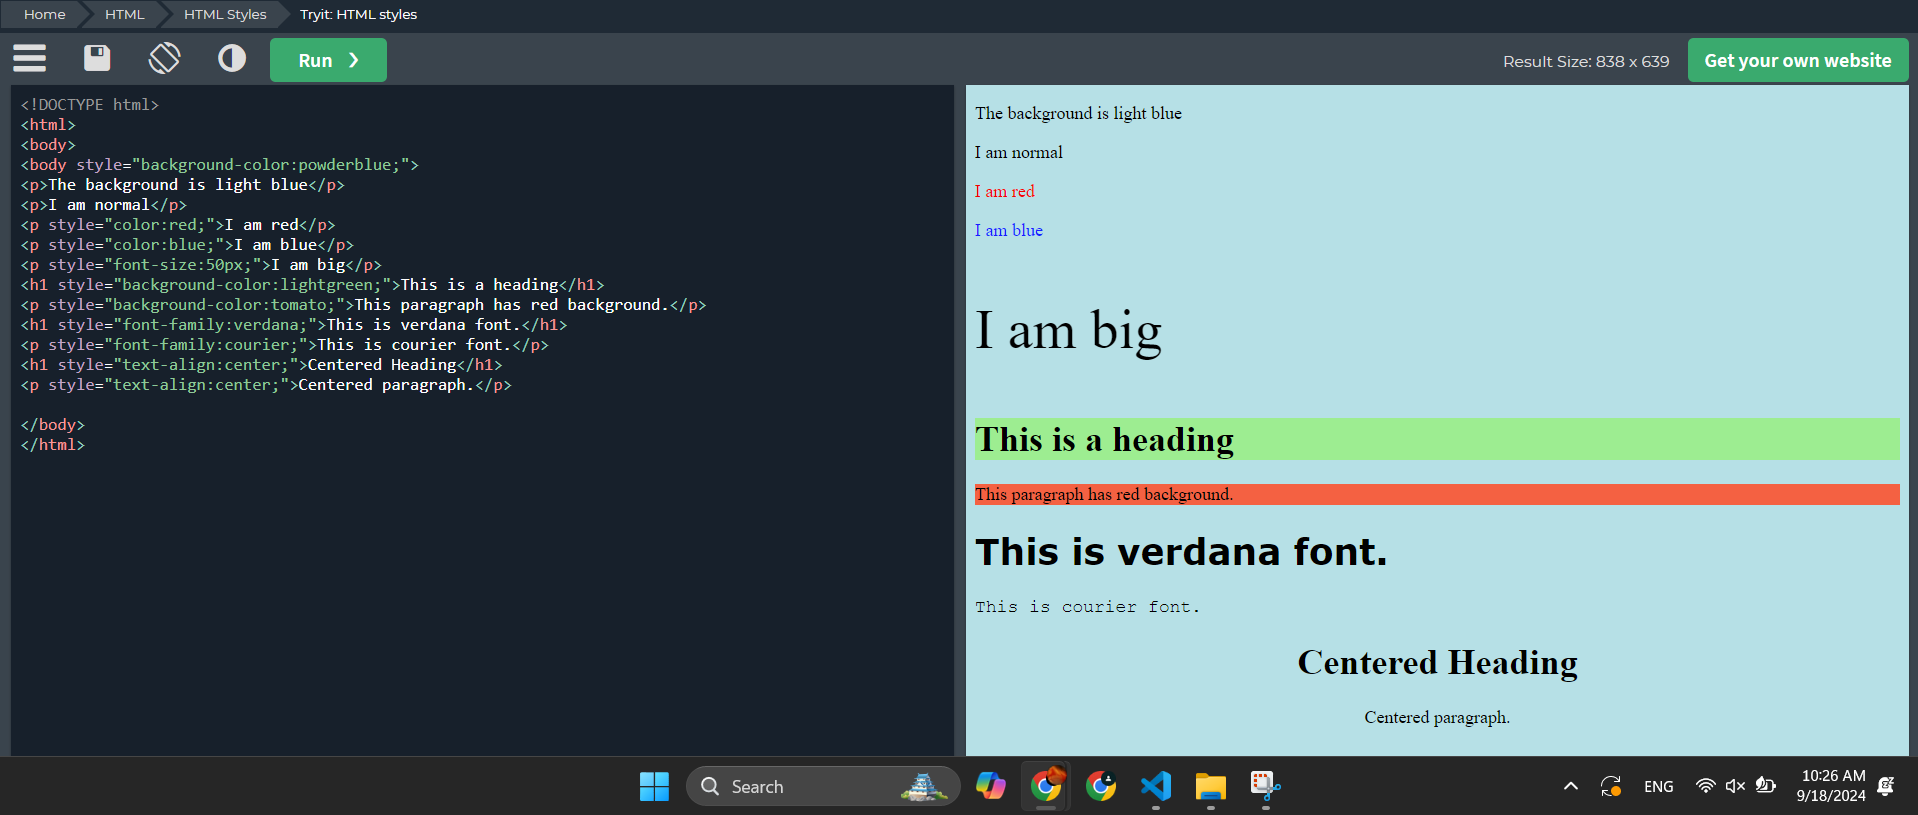 Home HTML HTML Styles Tryit: HTML styles
Run ❯ Result Size: 838 x 639 Get your own website
<!DOCTYPE html>
<html>
<body>
<body style="background-color:powderblue;">
<p>The background is light blue</p>
<p>I am normal</p>
<p style="color:red;">I am red</p>
<p style="color:blue;">I am blue</p>
<p style="font-size:50px;">I am big</p>
<h1 style="background-color:lightgreen;">This is a heading</h1>
<p style="background-color:tomato;">This paragraph has red background.</p>
<h1 style="font-family:verdana;">This is verdana font.</h1>
<p style="font-family:courier;">This is courier font.</p>
<h1 style="text-align:center;">Centered Heading</h1>
<p style="text-align:center;">Centered paragraph.</p>
</body>
</html>
The background is light blue
I am normal
I am red
I am blue
I am big
This is a heading
This paragraph has red background.
This is verdana font.
This is courier font.
Centered Heading
Centered paragraph.
Search
ENG
10:26 AM
9/18/2024